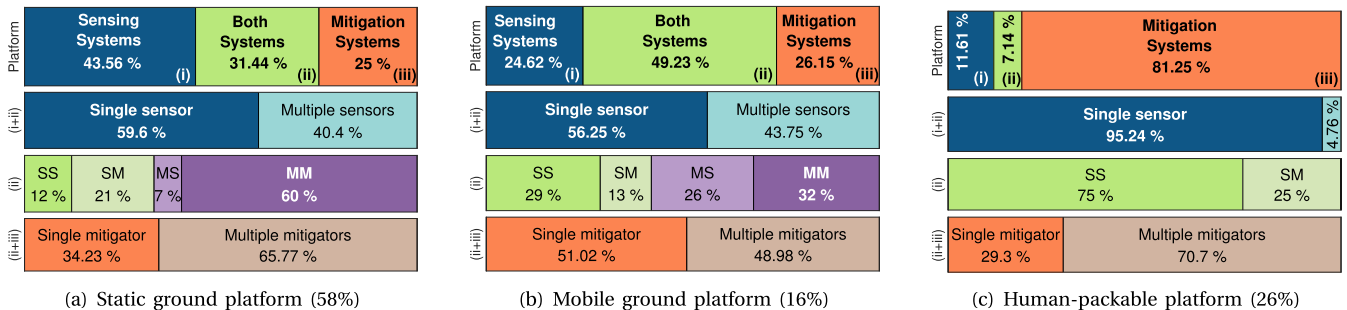 Platform
Sensing
Systems
43.56 %
(i)
Both
Systems
31.44 %
(ii)
Mitigation
Systems
25 %
(iii)
(i+ii)
Single sensor
59.6 %
Multiple sensors
40.4 %
(ii)
SS
12 %
SM
21 %
MS
7 %
MM
60 %
(ii+iii)
Single mitigator
34.23 %
Multiple mitigators
65.77 %
(a) Static ground platform (58%)
Platform
Sensing
Systems
24.62 %
(i)
Both
Systems
49.23 %
(ii)
Mitigation
Systems
26.15 %
(iii)
(i+ii)
Single sensor
56.25 %
Multiple sensors
43.75 %
(ii)
SS
29 %
SM
13 %
MS
26 %
MM
32 %
(ii+iii)
Single mitigator
51.02 %
Multiple mitigators
48.98 %
(b) Mobile ground platform (16%)
Platform
11.61 %
(i)
7.14 %
(ii)
Mitigation
Systems
81.25 %
(iii)
(i+ii)
Single sensor
95.24 %
4.76 %
(ii)
SS
75 %
SM
25 %
(ii+iii)
Single mitigator
29.3 %
Multiple mitigators
70.7 %
(c) Human-packable platform (26%)